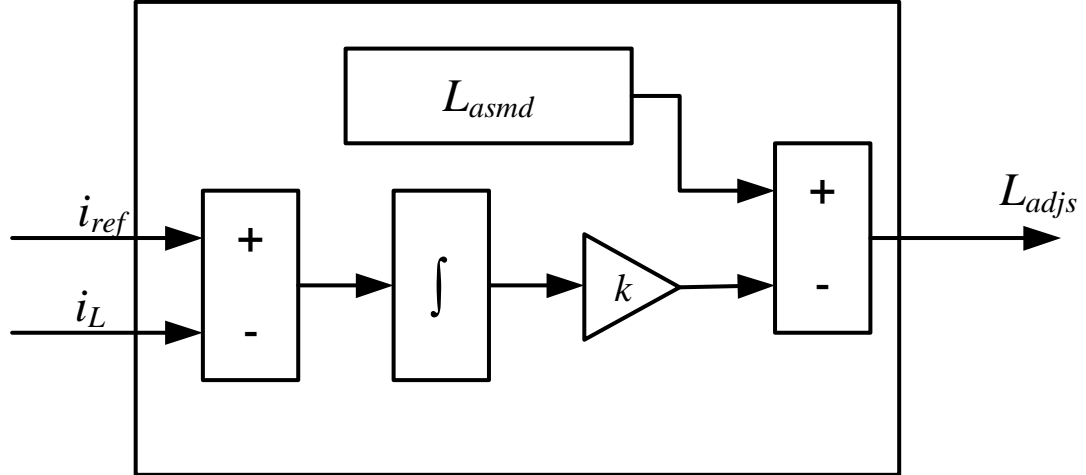 L_asmd
i_ref
+
-
i_L
∫
k
+
-
L_adjs